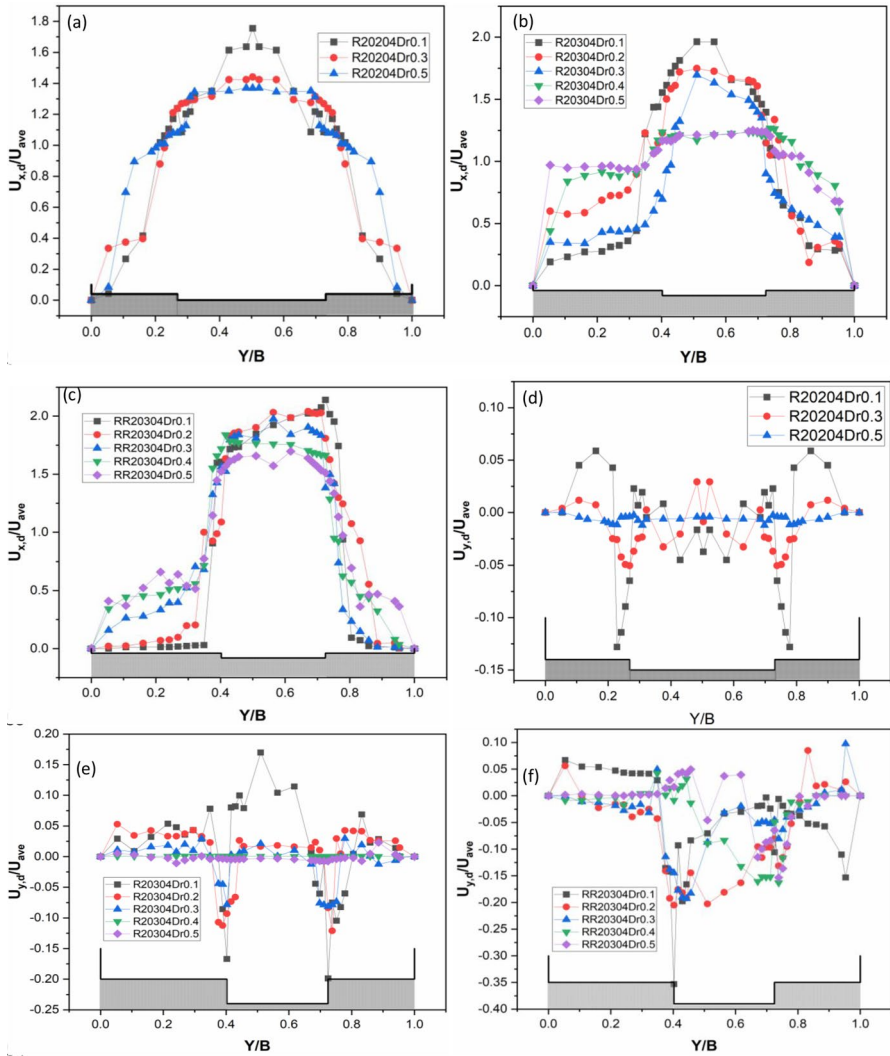 (a)
R20204Dr0.1
R20204Dr0.3
R20204Dr0.5
1.8
1.6
1.4
1.2
1.0
0.8
0.6
0.4
0.2
0.0
Ux,d/Uave
0.0 0.2 0.4 0.6 0.8 1.0
Y/B
(b)
R20304Dr0.1
R20304Dr0.2
R20304Dr0.3
R20304Dr0.4
R20304Dr0.5
2.0
1.5
1.0
0.5
0.0
Ux,d/Uave
0.0 0.2 0.4 0.6 0.8 1.0
Y/B
(c)
RR20304Dr0.1
RR20304Dr0.2
RR20304Dr0.3
RR20304Dr0.4
RR20304Dr0.5
2.0
1.5
1.0
0.5
0.0
Ux,d/Uave
0.0 0.2 0.4 0.6 0.8 1.0
Y/B
(d)
R20204Dr0.1
R20204Dr0.3
R20204Dr0.5
0.10
0.05
0.00
-0.05
-0.10
-0.15
Uy,d/Uave
0.0 0.2 0.4 0.6 0.8 1.0
Y/B
(e)
0.20
0.15
0.10
0.05
0.00
-0.05
-0.10
-0.15
-0.20
-0.25
Uy,d/Uave
R20304Dr0.1
R20304Dr0.2
R20304Dr0.3
R20304Dr0.4
R20304Dr0.5
0.0 0.2 0.4 0.6 0.8 1.0
Y/B
(f)
0.10
0.05
0.00
-0.05
-0.10
-0.15
-0.20
-0.25
-0.30
-0.35
-0.40
Uy,d/Uave
RR20304Dr0.1
RR20304Dr0.2
RR20304Dr0.3
RR20304Dr0.4
RR20304Dr0.5
0.0 0.2 0.4 0.6 0.8 1.0
Y/B